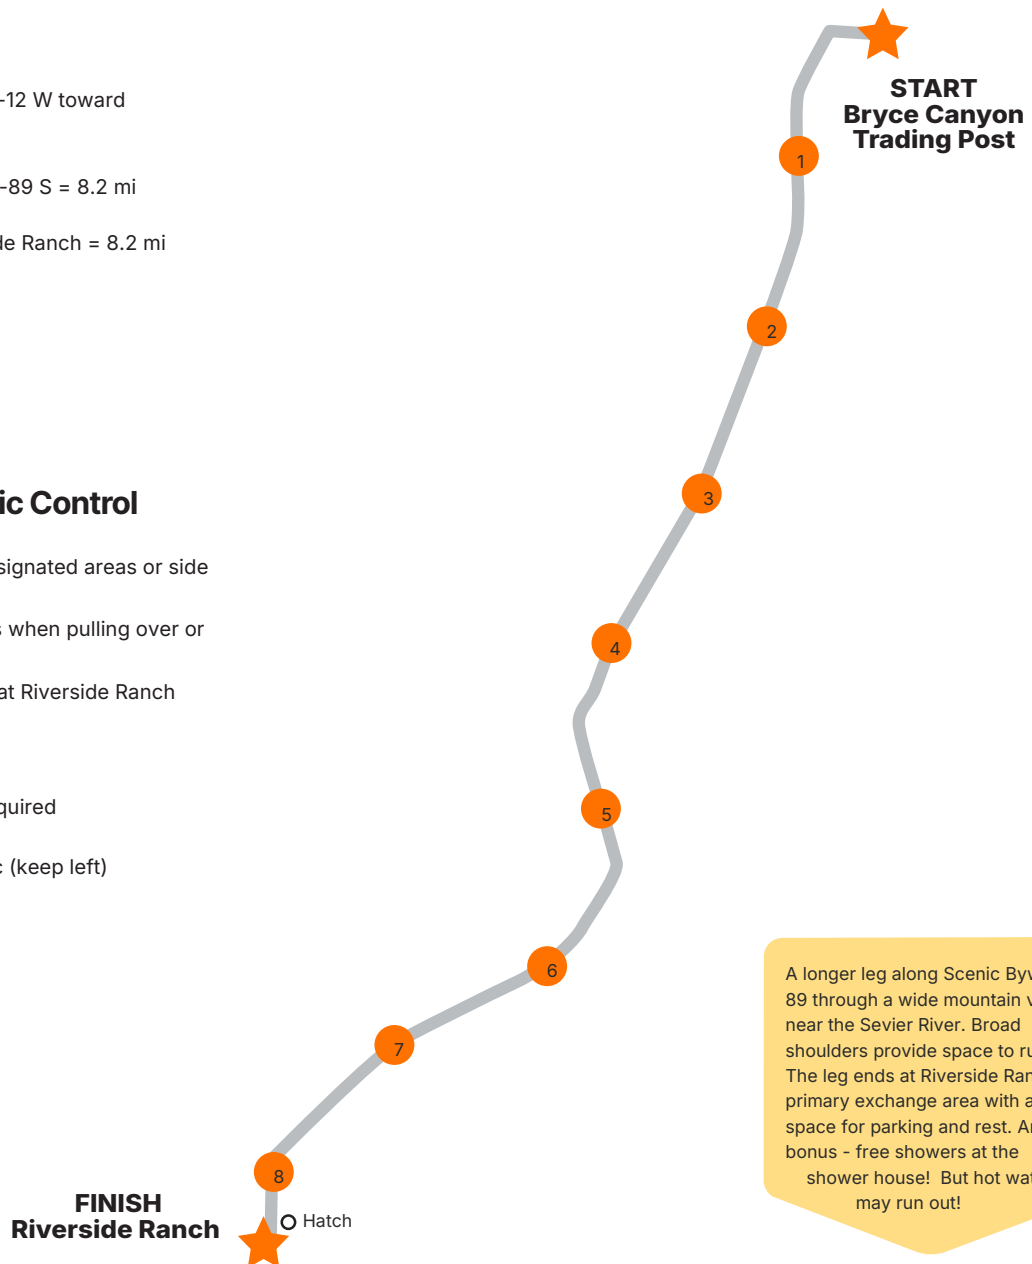 -12 W toward
-89 S = 8.2 mi
de Ranch = 8.2 mi
ic Control
signated areas or side
s when pulling over or
at Riverside Ranch
quired
c (keep left)
START
Bryce Canyon
Trading Post
1
2
3
4
5
6
7
8
FINISH
Riverside Ranch
Hatch
A longer leg along Scenic Byw
89 through a wide mountain v
near the Sevier River. Broad
shoulders provide space to ru
The leg ends at Riverside Ran
primary exchange area with a
space for parking and rest. An
bonus - free showers at the
shower house!  But hot wat
may run out!